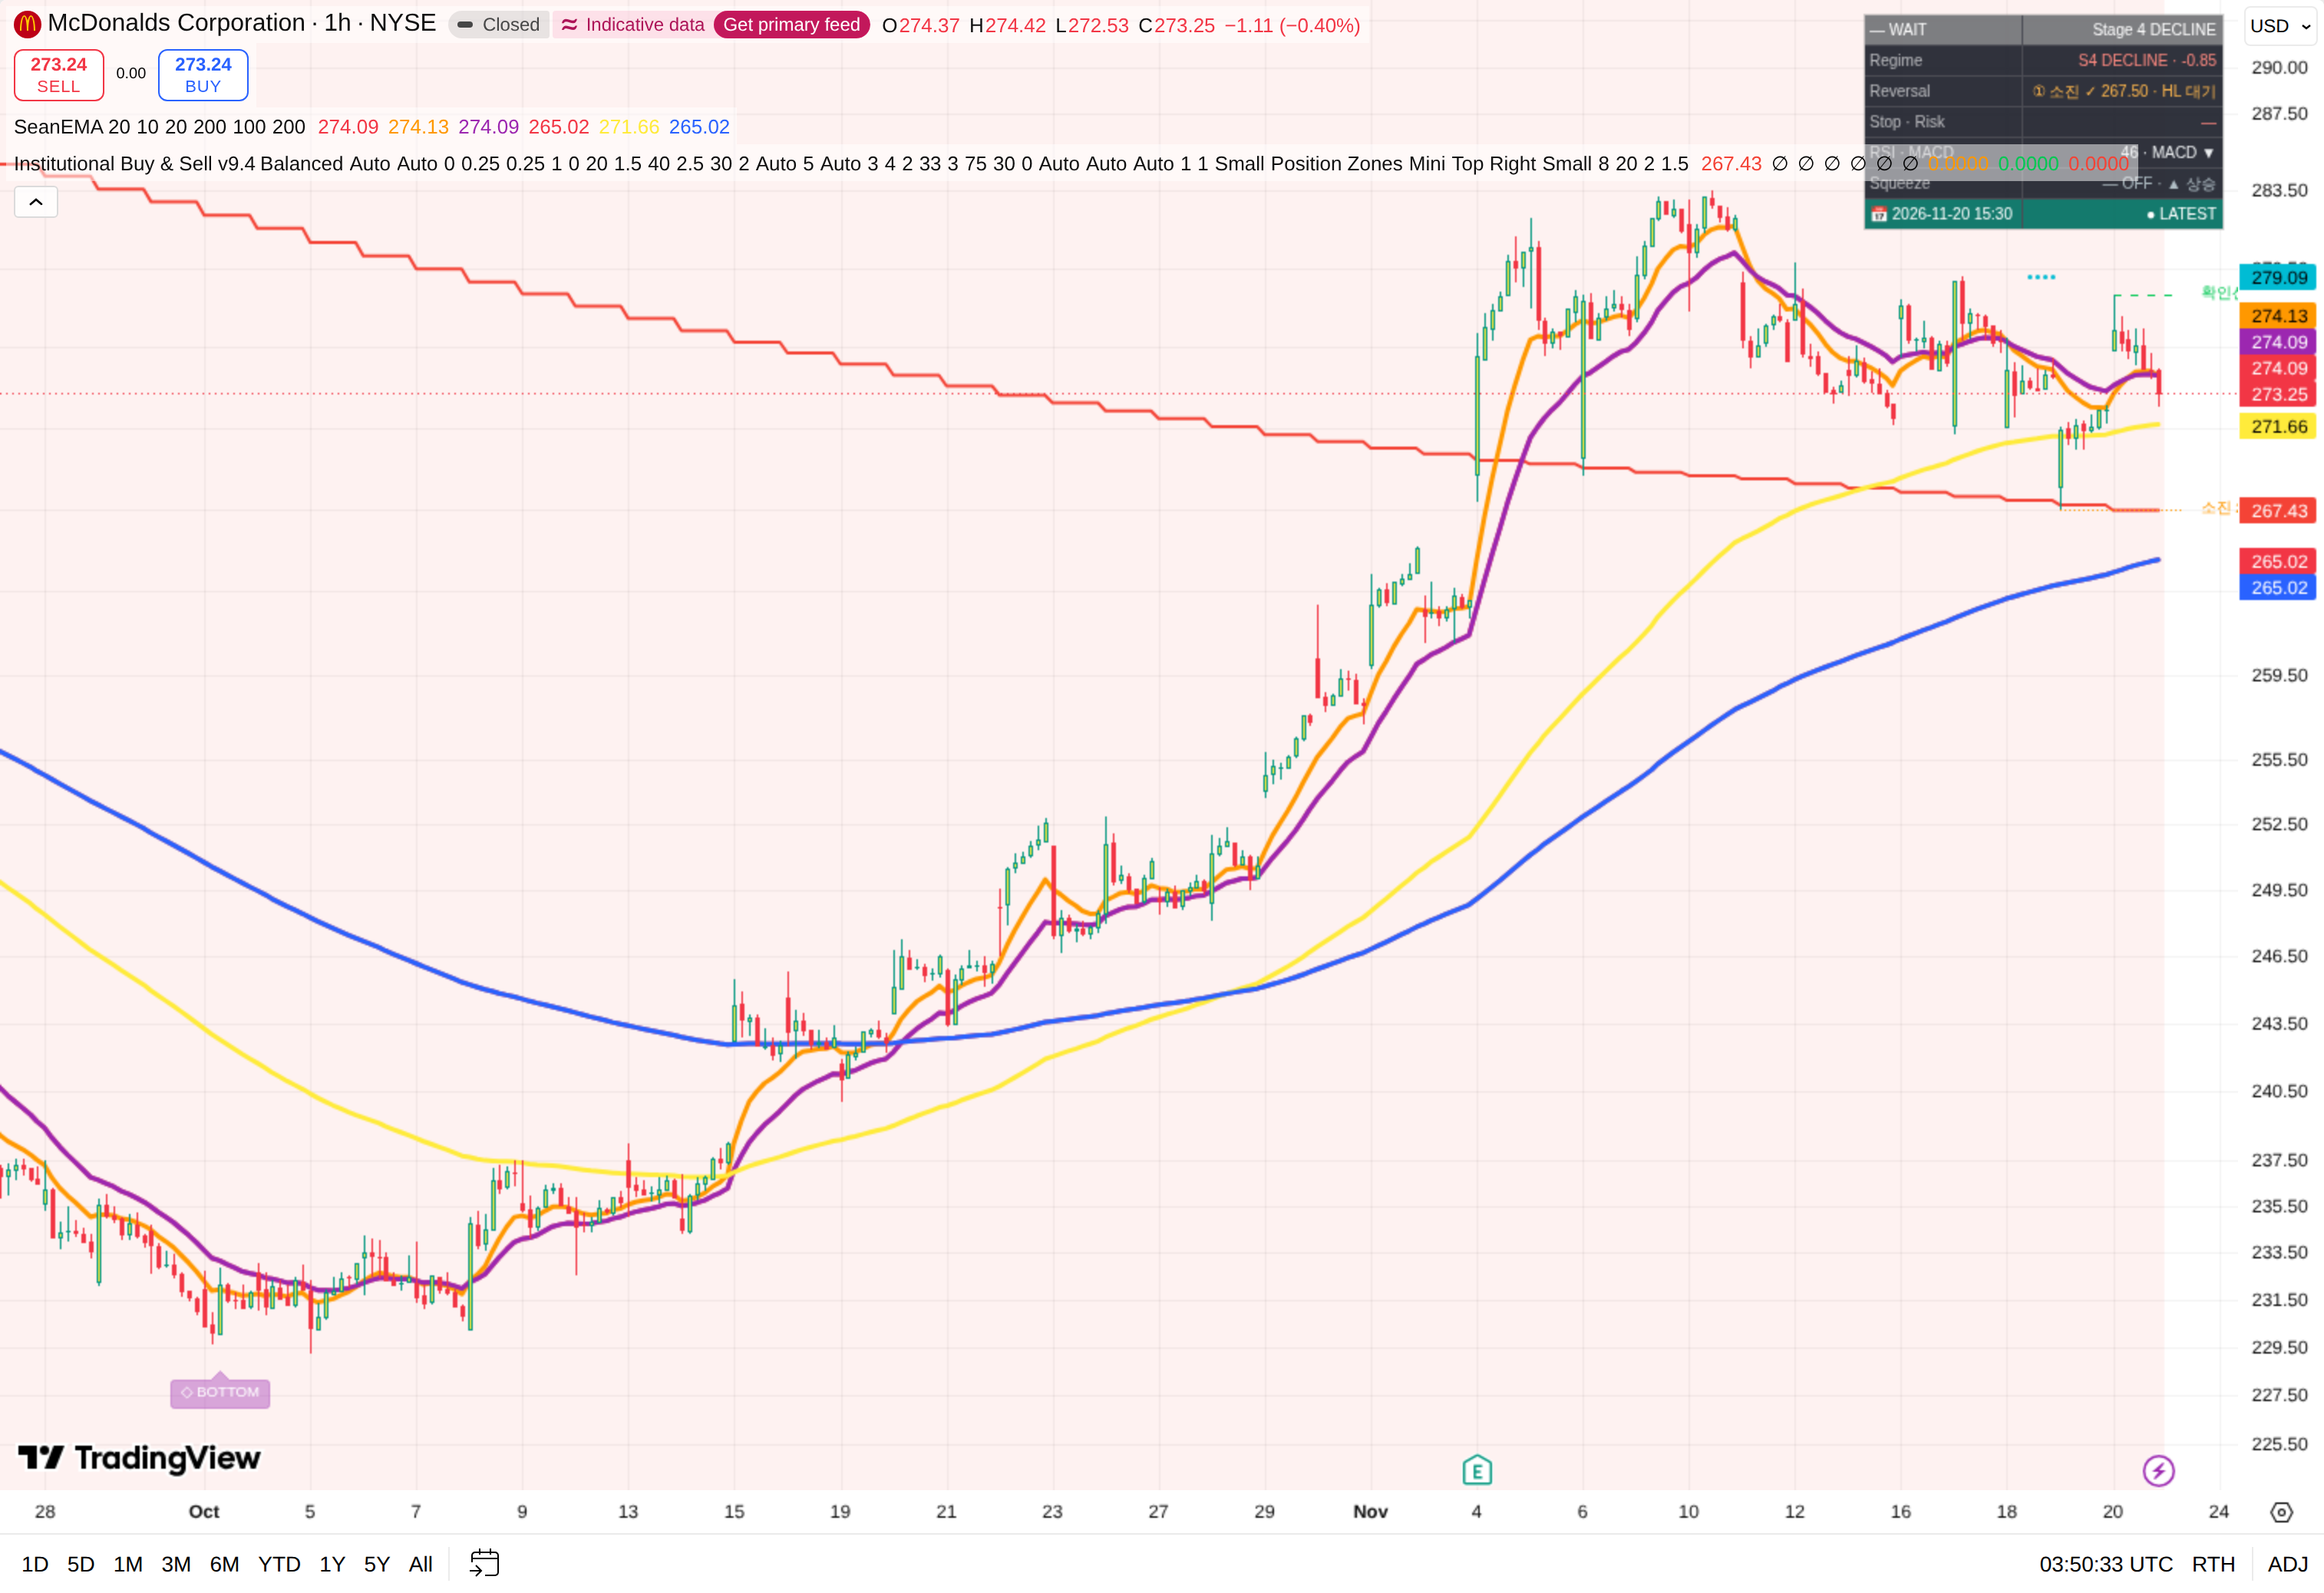 McDonalds Corporation · 1h · NYSE Closed Indicative data Get primary feed O274.37 H274.42 L272.53 C273.25 −1.11 (−0.40%)
273.24 SELL 0.00 273.24 BUY
SeanEMA 20 10 20 200 100 200 274.09 274.13 274.09 265.02 271.66 265.02
Institutional Buy & Sell v9.4 Balanced Auto Auto 0 0.25 0.25 1 0 20 1.5 40 2.5 30 2 Auto 5 Auto 3 4 2 33 3 75 30 0 Auto Auto Auto 1 1 Small Position Zones Mini Top Right Small 8 20 2 1.5 267.43 ∅ ∅ ∅ ∅ ∅ ∅ 0.0000 0.0000 0.0000
— WAIT Stage 4 DECLINE
Regime S4 DECLINE · -0.85
Reversal ① 소진 ✓ 267.50 · HL 대기
Stop · Risk —
RSI · MACD 46 · MACD ▼
Squeeze — OFF · ▲ 상승
📅 2026-11-20 15:30 ● LATEST
USD
290.00
287.50
283.50
279.09
확인
274.13
274.09
274.09
273.25
271.66
소진
267.43
265.02
265.02
259.50
255.50
252.50
249.50
246.50
243.50
240.50
237.50
235.50
233.50
231.50
229.50
227.50
225.50
◇ BOTTOM
TradingView
E
28 Oct 5 7 9 13 15 19 21 23 27 29 Nov 4 6 10 12 16 18 20 24
1D 5D 1M 3M 6M YTD 1Y 5Y All 03:50:33 UTC RTH ADJ